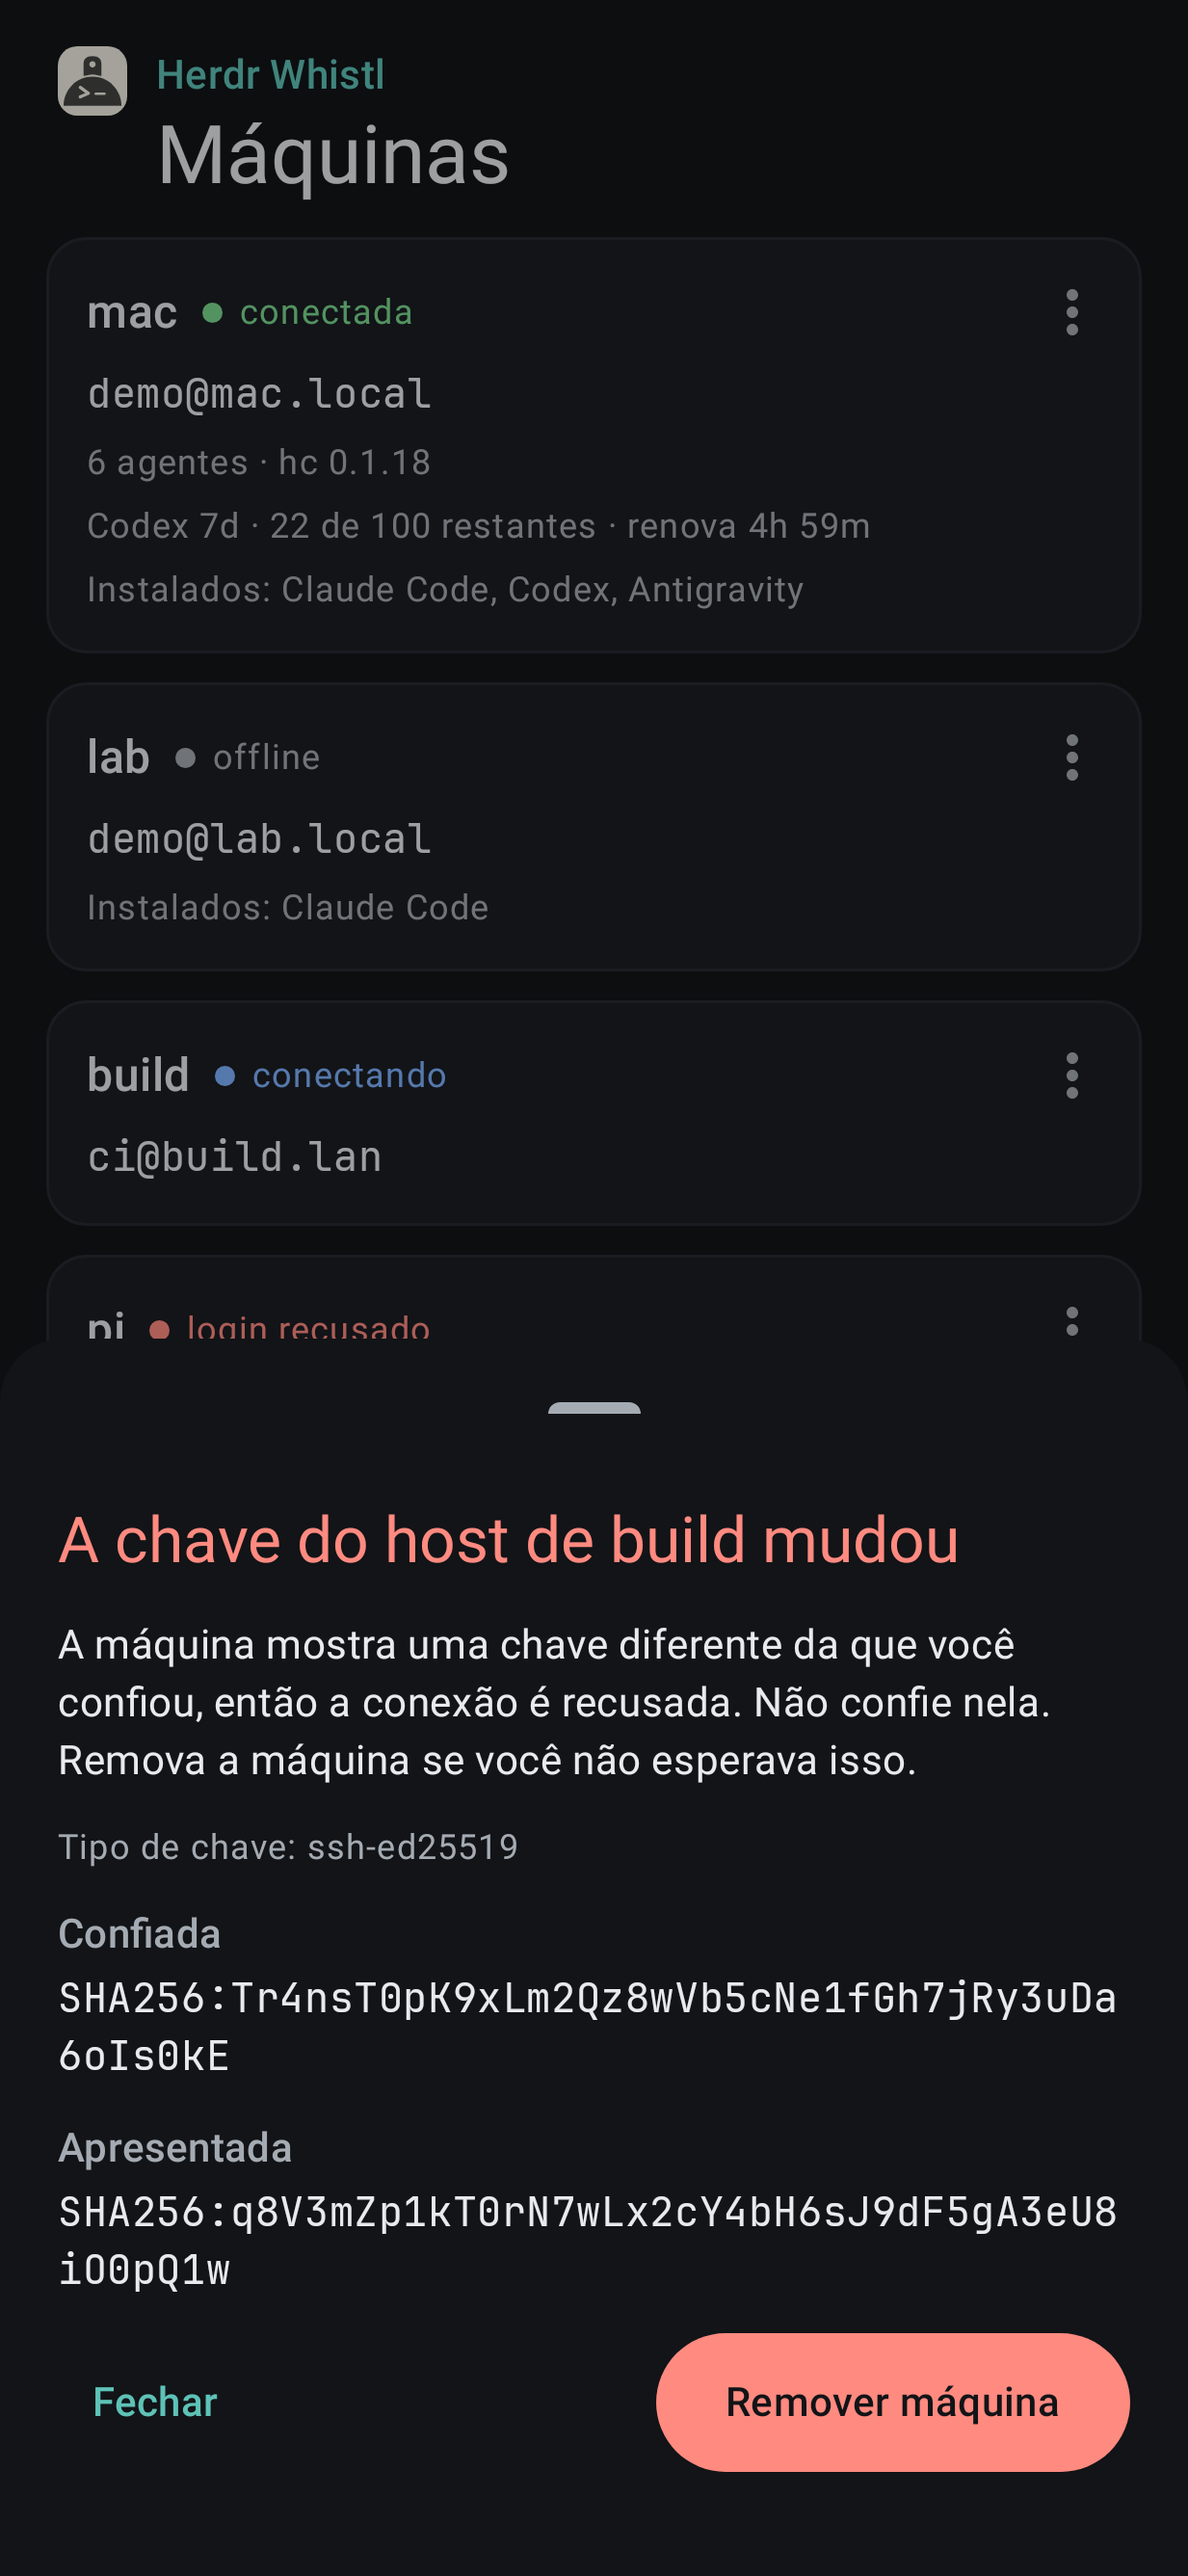 Herdr Whistl
Máquinas
mac conectada
demo@mac.local
6 agentes · hc 0.1.18
Codex 7d · 22 de 100 restantes · renova 4h 59m
Instalados: Claude Code, Codex, Antigravity
lab offline
demo@lab.local
Instalados: Claude Code
build conectando
ci@build.lan
pi login recusado
A chave do host de build mudou
A máquina mostra uma chave diferente da que você
confiou, então a conexão é recusada. Não confie nela.
Remova a máquina se você não esperava isso.
Tipo de chave: ssh-ed25519
Confiada
SHA256:Tr4nsT0pK9xLm2Qz8wVb5cNe1fGh7jRy3uDa
6oIs0kE
Apresentada
SHA256:q8V3mZp1kT0rN7wLx2cY4bH6sJ9dF5gA3eU8
iO0pQ1w
Fechar
Remover máquina